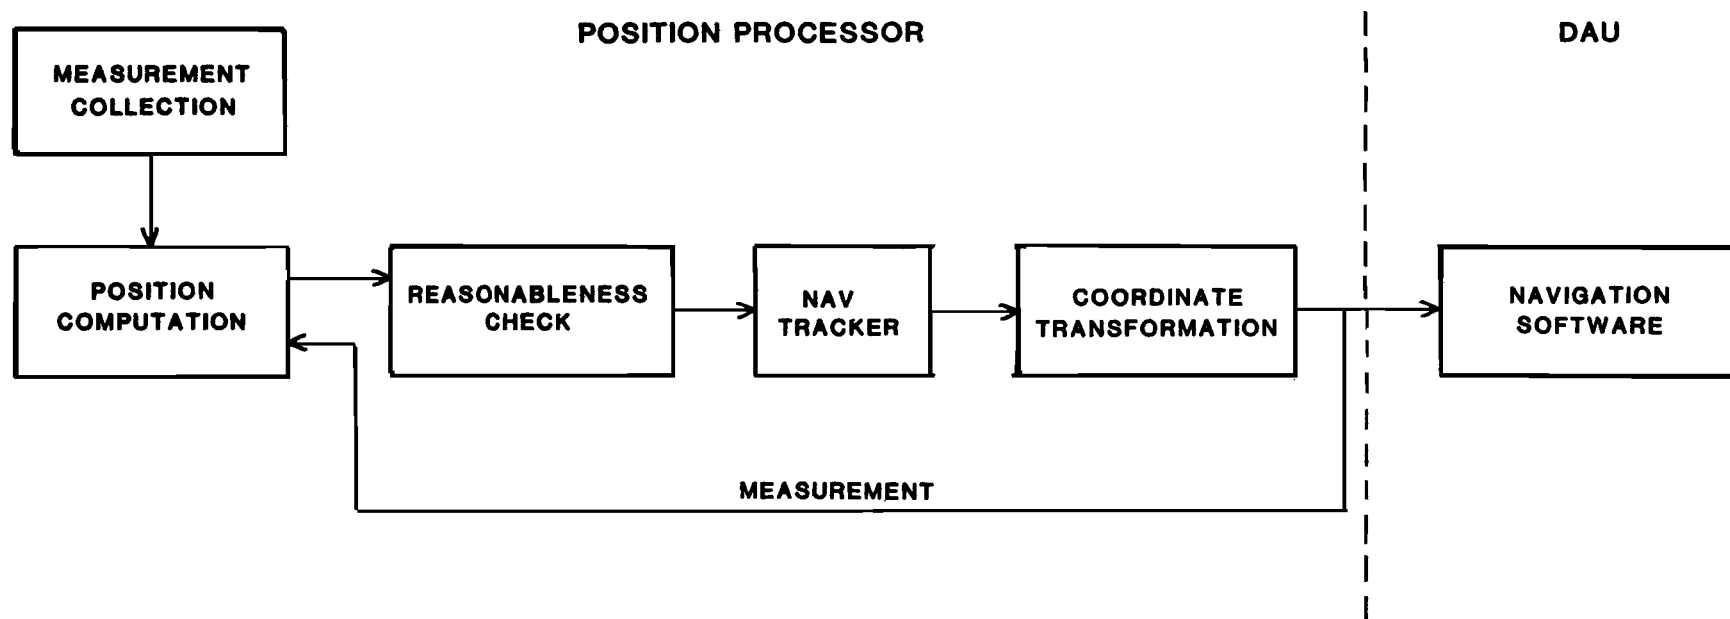 POSITION PROCESSOR
DAU
MEASUREMENT
COLLECTION
POSITION
COMPUTATION
REASONABLENESS
CHECK
NAV
TRACKER
COORDINATE
TRANSFORMATION
NAVIGATION
SOFTWARE
MEASUREMENT